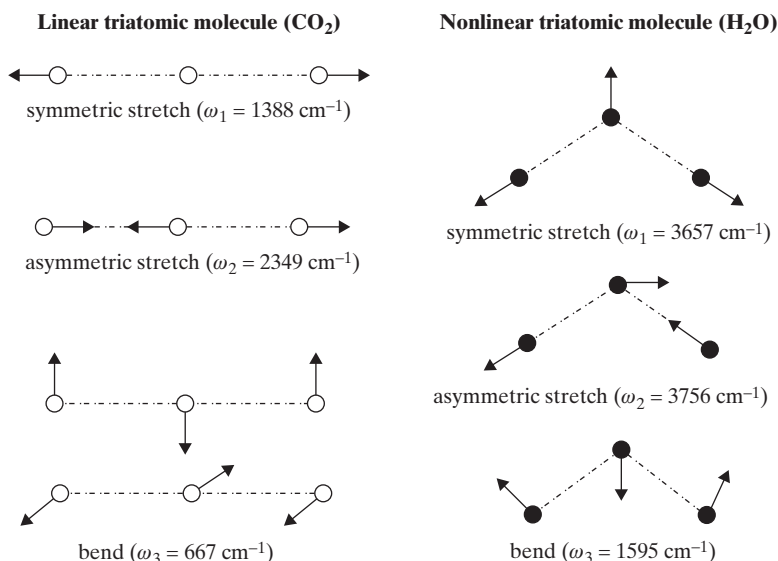 Linear triatomic molecule (CO₂)
symmetric stretch (ω₁ = 1388 cm⁻¹)
asymmetric stretch (ω₂ = 2349 cm⁻¹)
bend (ω₃ = 667 cm⁻¹)
Nonlinear triatomic molecule (H₂O)
symmetric stretch (ω₁ = 3657 cm⁻¹)
asymmetric stretch (ω₂ = 3756 cm⁻¹)
bend (ω₃ = 1595 cm⁻¹)